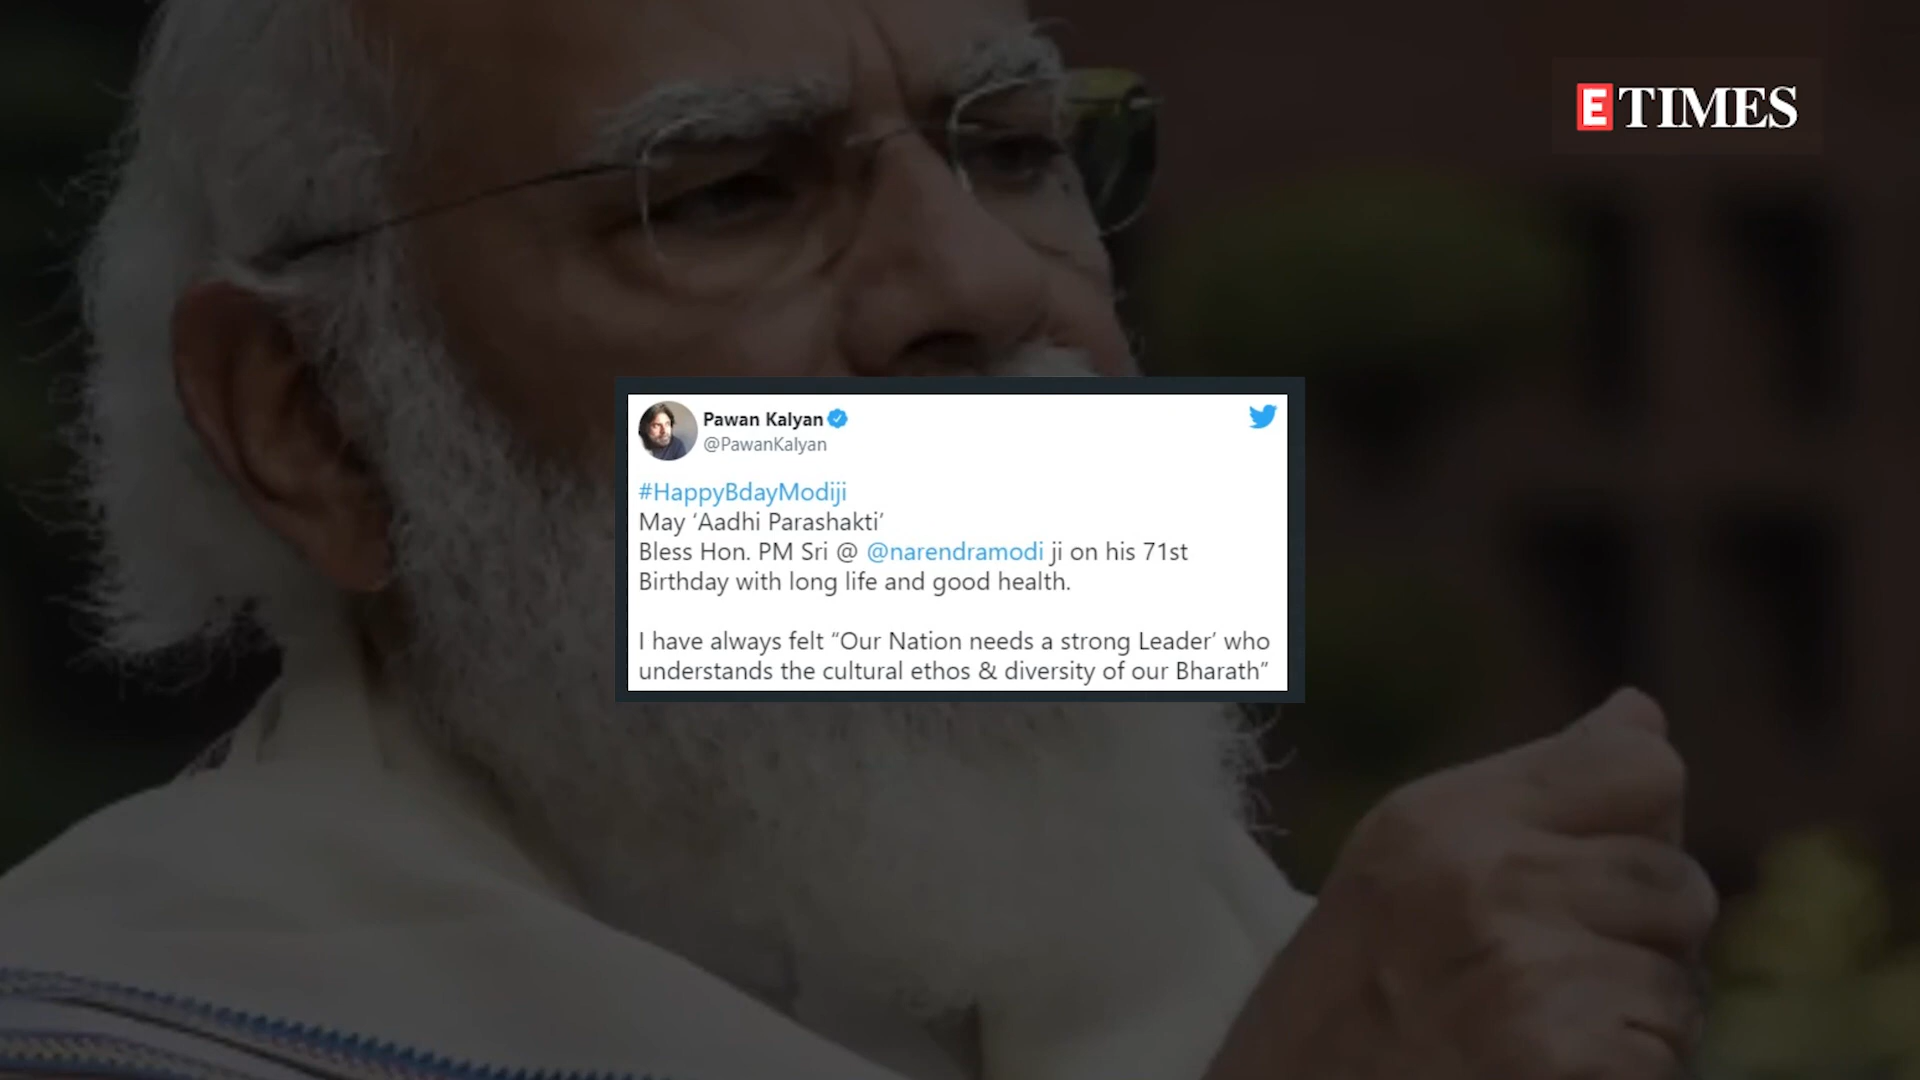 E TIMES
Pawan Kalyan
@PawanKalyan
#HappyBdayModiji
May ‘Aadhi Parashakti’
Bless Hon. PM Sri @ @narendramodi ji on his 71st
Birthday with long life and good health.
I have always felt “Our Nation needs a strong Leader’ who
understands the cultural ethos & diversity of our Bharath”